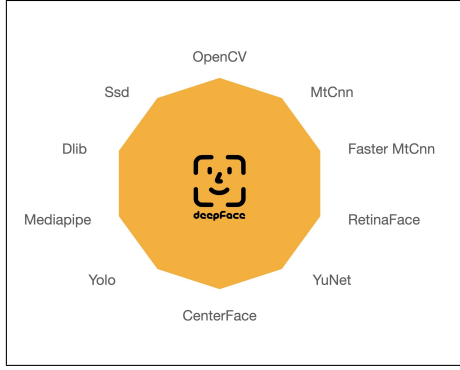 OpenCV
Ssd
MtCnn
Dlib
Faster MtCnn
deepFace
Mediapipe
RetinaFace
Yolo
YuNet
CenterFace